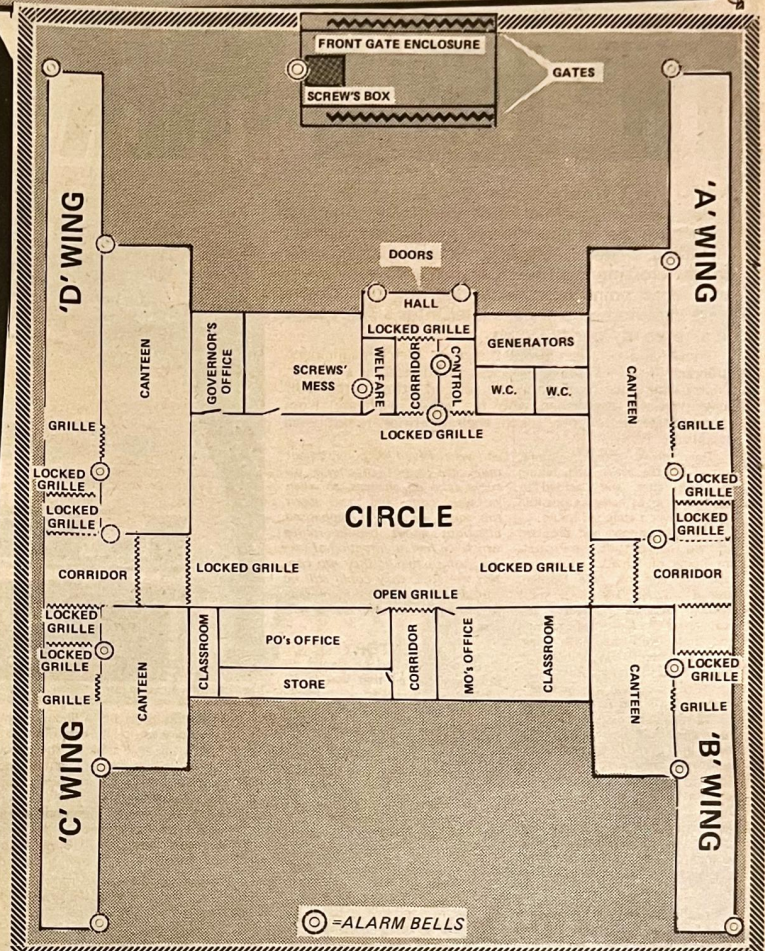 FRONT GATE ENCLOSURE
SCREW'S BOX
GATES
'D' WING
'A' WING
DOORS
HALL
LOCKED GRILLE
CANTEEN
GOVERNOR'S
OFFICE
SCREWS'
MESS
WELFARE
CORRIDOR
CONTROL
GENERATORS
W.C.
W.C.
CANTEEN
LOCKED GRILLE
GRILLE
GRILLE
LOCKED
GRILLE
LOCKED
GRILLE
LOCKED
GRILLE
LOCKED
GRILLE
CIRCLE
CORRIDOR
LOCKED GRILLE
LOCKED GRILLE
CORRIDOR
OPEN GRILLE
LOCKED
GRILLE
LOCKED
GRILLE
GRILLE
CANTEEN
CLASSROOM
PO's OFFICE
STORE
CORRIDOR
MO's OFFICE
CLASSROOM
CANTEEN
LOCKED
GRILLE
GRILLE
'C' WING
'B' WING
=ALARM BELLS